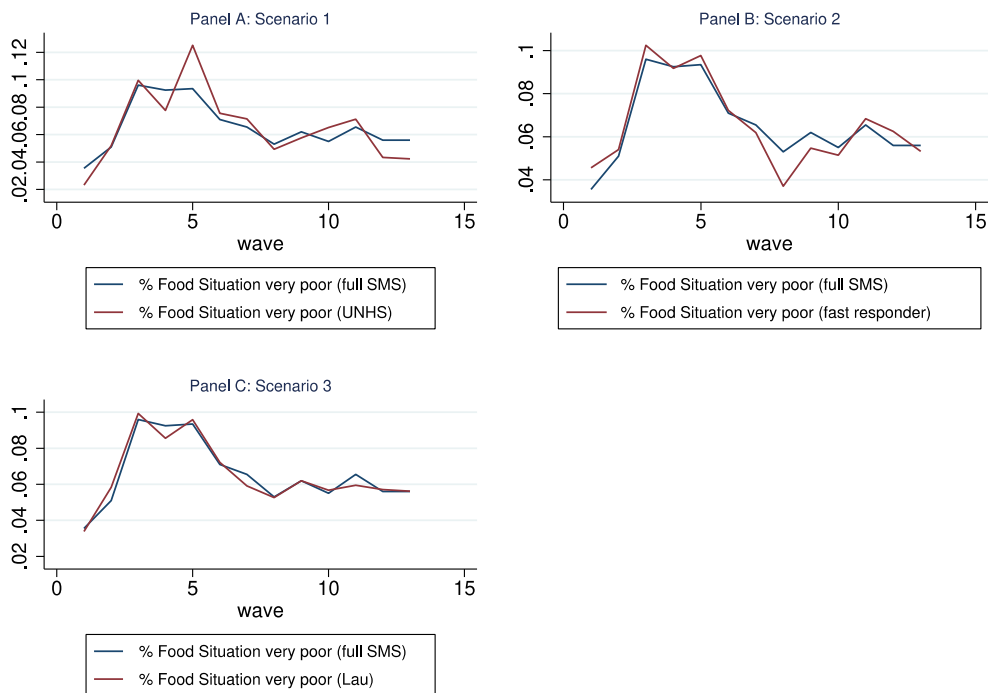 Panel A: Scenario 1
.02 .04 .06 .08 .1 .12
0 5 10 15
wave
% Food Situation very poor (full SMS)
% Food Situation very poor (UNHS)
Panel B: Scenario 2
.04 .06 .08 .1
0 5 10 15
wave
% Food Situation very poor (full SMS)
% Food Situation very poor (fast responder)
Panel C: Scenario 3
.02 .04 .06 .08 .1
0 5 10 15
wave
% Food Situation very poor (full SMS)
% Food Situation very poor (Lau)